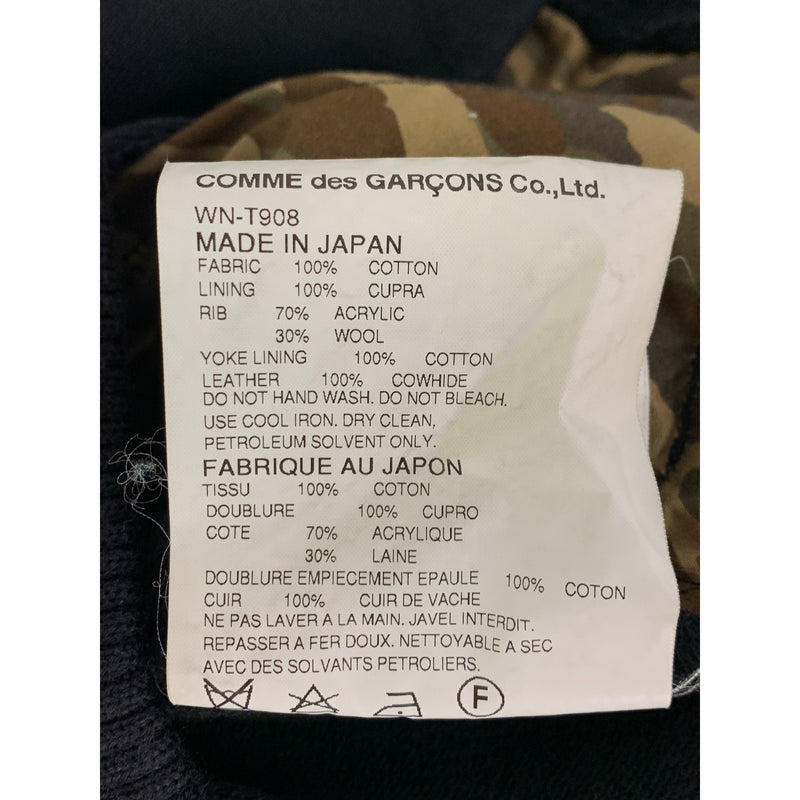 COMME des GARÇONS Co.,Ltd.
WN-T908
MADE IN JAPAN
FABRIC 100% COTTON
LINING 100% CUPRA
RIB 70% ACRYLIC
30% WOOL
YOKE LINING 100% COTTON
LEATHER 100% COWHIDE
DO NOT HAND WASH. DO NOT BLEACH.
USE COOL IRON. DRY CLEAN,
PETROLEUM SOLVENT ONLY.
FABRIQUE AU JAPON
TISSU 100% COTON
DOUBLURE 100% CUPRO
COTE 70% ACRYLIQUE
30% LAINE
DOUBLURE EMPIECEMENT EPAULE 100% COTON
CUIR 100% CUIR DE VACHE
NE PAS LAVER A LA MAIN. JAVEL INTERDIT.
REPASSER A FER DOUX. NETTOYABLE A SEC
AVEC DES SOLVANTS PETROLIERS.
F